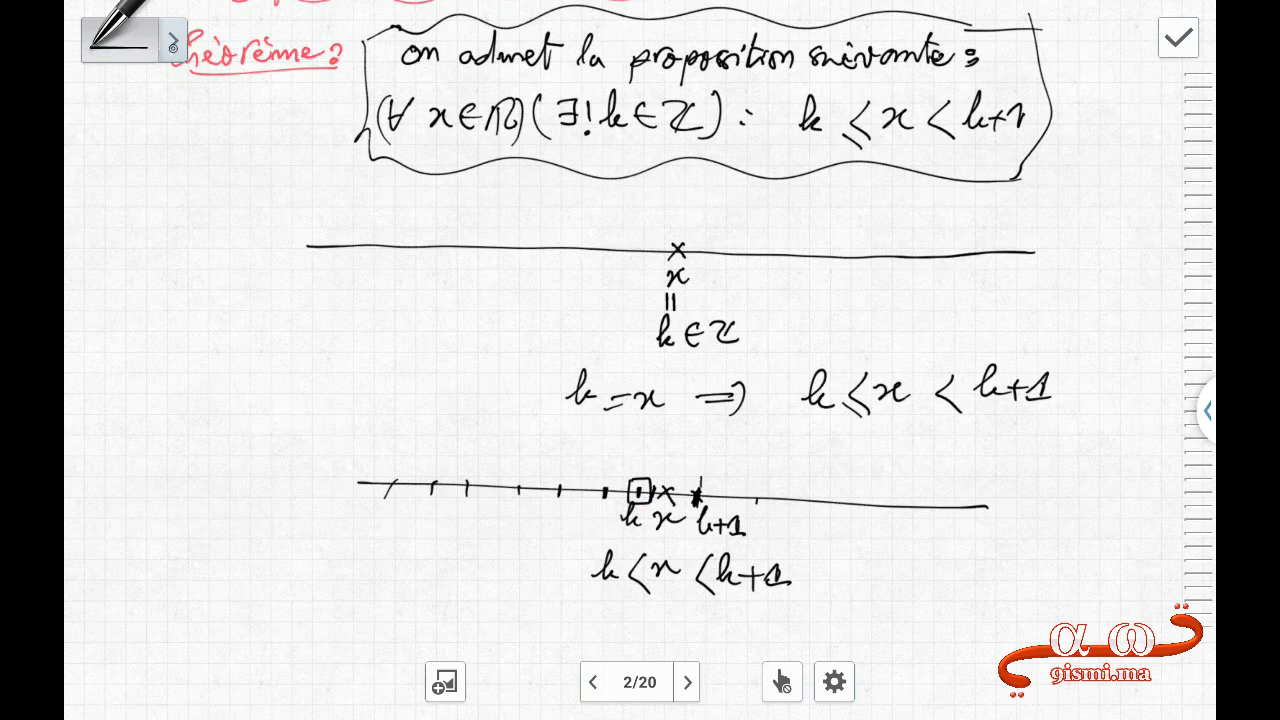 Théorème: on admet la proposition suivante:
(∀ x∈ℝ)(∃!k∈ℤ): k ⩽ x < k+1
x
=
k∈ℤ
k=x ⇒ k ⩽ x < k+1
k x k+1
k<x<k+1
α ω
gismi.ma
2/20